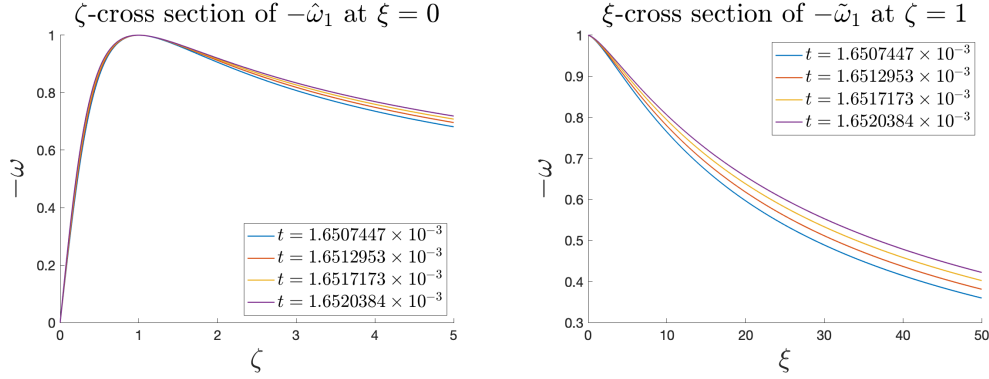 ζ-cross section of −ω̂₁ at ξ = 0
1
0.8
0.6
0.4
0.2
0
−ω
0 1 2 3 4 5
ζ
t = 1.6507447 × 10⁻³
t = 1.6512953 × 10⁻³
t = 1.6517173 × 10⁻³
t = 1.6520384 × 10⁻³
ξ-cross section of −ω̃₁ at ζ = 1
1
0.9
0.8
0.7
0.6
0.5
0.4
0.3
−ω
0 10 20 30 40 50
ξ
t = 1.6507447 × 10⁻³
t = 1.6512953 × 10⁻³
t = 1.6517173 × 10⁻³
t = 1.6520384 × 10⁻³